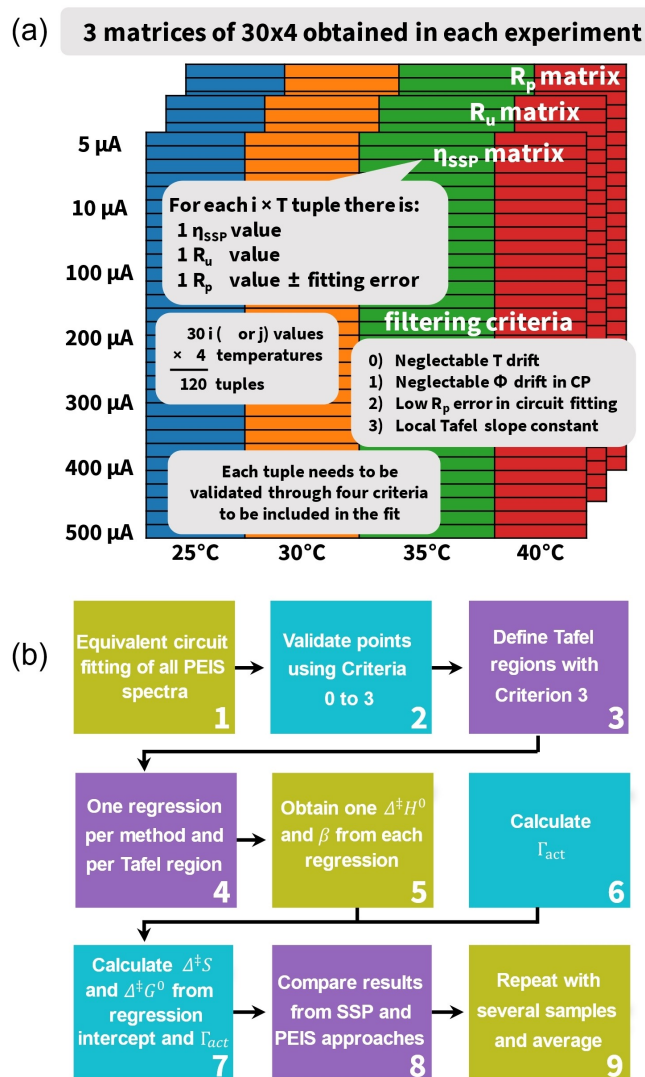 (a)
3 matrices of 30x4 obtained in each experiment
Rp matrix
Ru matrix
ηSSP matrix
5 μA
10 μA
100 μA
200 μA
300 μA
400 μA
500 μA
For each i × T tuple there is:
1 ηSSP value
1 Ru value
1 Rp value ± fitting error
30 i ( or j) values
× 4 temperatures
120 tuples
filtering criteria
0) Neglectable T drift
1) Neglectable Φ drift in CP
2) Low Rp error in circuit fitting
3) Local Tafel slope constant
Each tuple needs to be
validated through four criteria
to be included in the fit
25°C 30°C 35°C 40°C
(b)
Equivalent circuit
fitting of all PEIS
spectra
1
Validate points
using Criteria
0 to 3
2
Define Tafel
regions with
Criterion 3
3
One regression
per method and
per Tafel region
4
Obtain one Δ‡H⁰
and β from each
regression
5
Calculate
Γact
6
Calculate Δ‡S
and Δ‡G⁰ from
regression
intercept and Γact
7
Compare results
from SSP and
PEIS approaches
8
Repeat with
several samples
and average
9